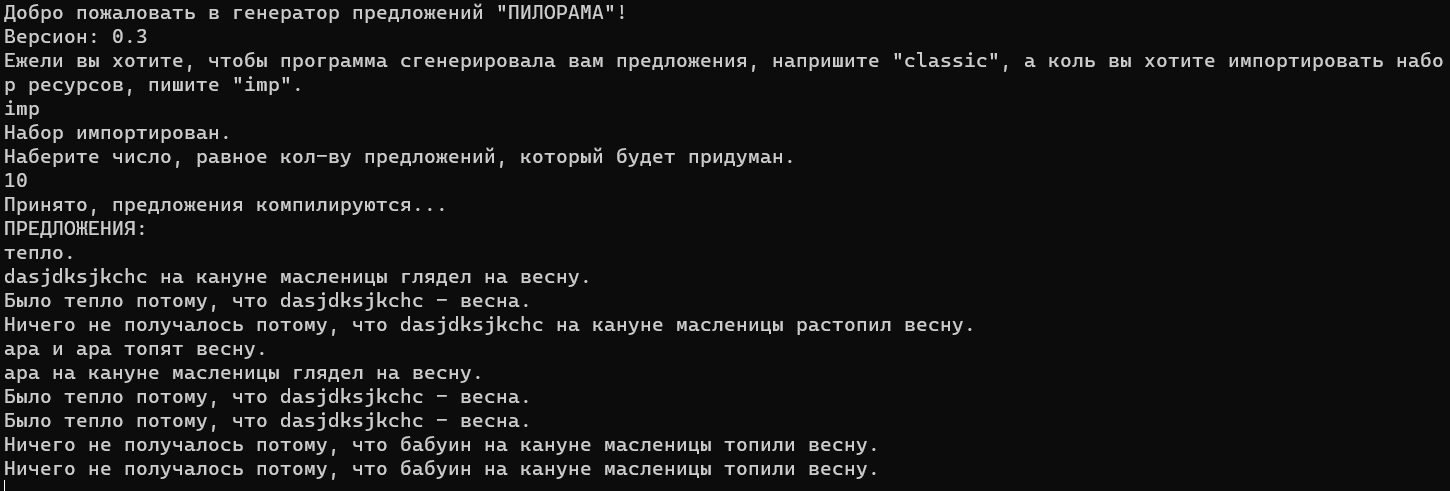 Добро пожаловать в генератор предложений "ПИЛОРАМА"!
Версион: 0.3
Ежели вы хотите, чтобы программа сгенерировала вам предложения, напришите "classic", а коль вы хотите импортировать набо
р ресурсов, пишите "imp".
imp
Набор импортирован.
Наберите число, равное кол-ву предложений, который будет придуман.
10
Принято, предложения компилируются...
ПРЕДЛОЖЕНИЯ:
тепло.
dasjdksjkchc на кануне масленицы глядел на весну.
Было тепло потому, что dasjdksjkchc - весна.
Ничего не получалось потому, что dasjdksjkchc на кануне масленицы растопил весну.
ара и ара топят весну.
ара на кануне масленицы глядел на весну.
Было тепло потому, что dasjdksjkchc - весна.
Было тепло потому, что dasjdksjkchc - весна.
Ничего не получалось потому, что бабуин на кануне масленицы топили весну.
Ничего не получалось потому, что бабуин на кануне масленицы топили весну.